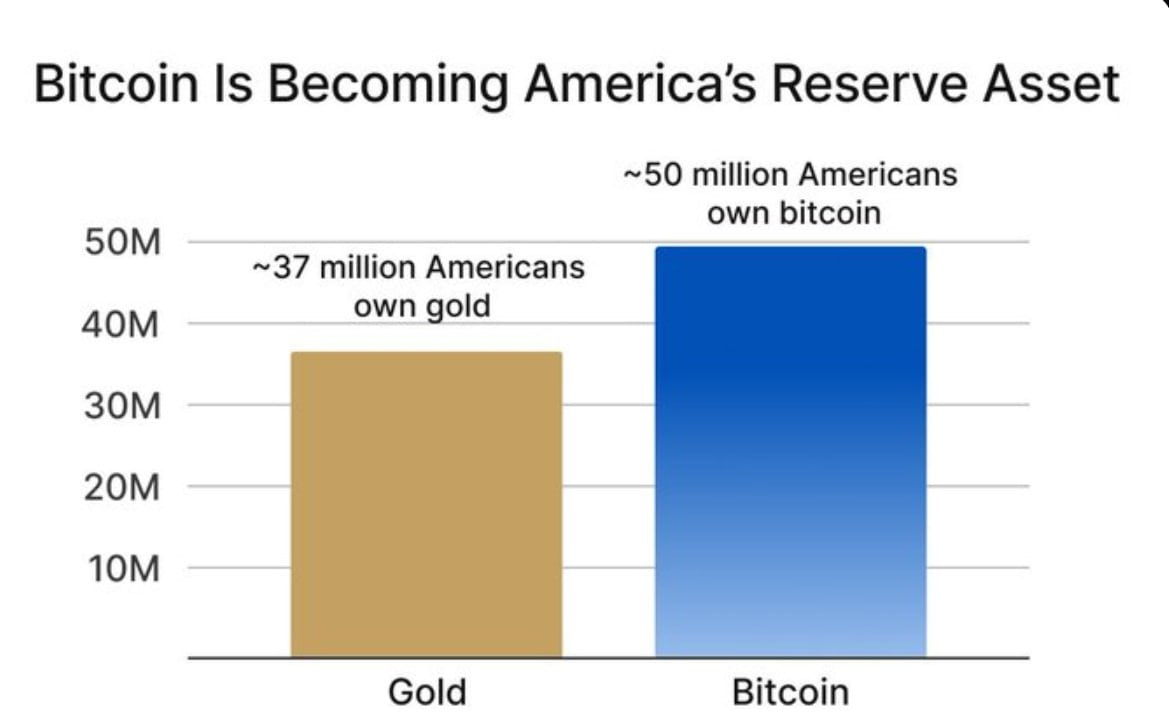 Bitcoin Is Becoming America’s Reserve Asset
~50 million Americans
own bitcoin
50M
~37 million Americans
own gold
40M
30M
20M
10M
Gold
Bitcoin